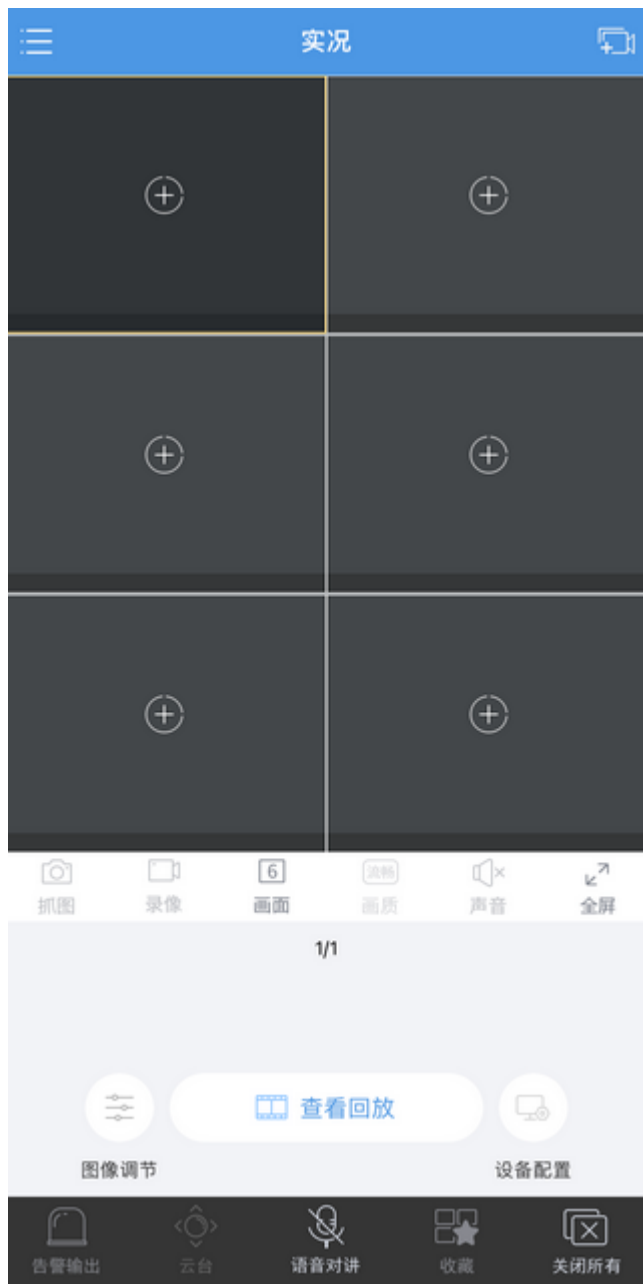 实况
6
流畅
抓图 录像 画面 画质 声音 全屏
1/1
查看回放
图像调节 设备配置
告警输出 云台 语音对讲 收藏 关闭所有